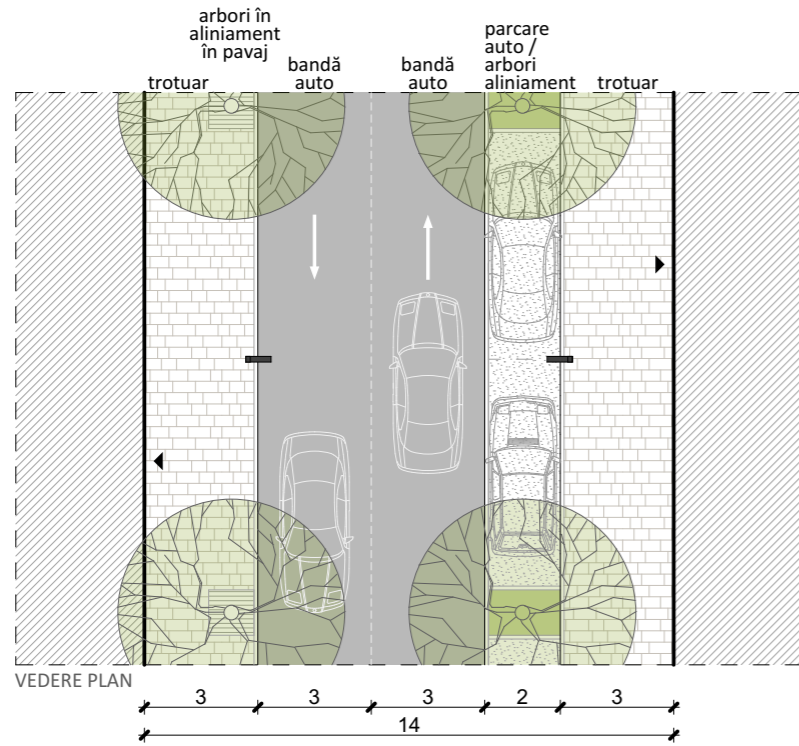 arbori în
aliniament
în pavaj
trotuar
bandă
auto
bandă
auto
parcare
auto /
arbori
aliniament
trotuar
VEDERE PLAN
3 3 3 2 3
14